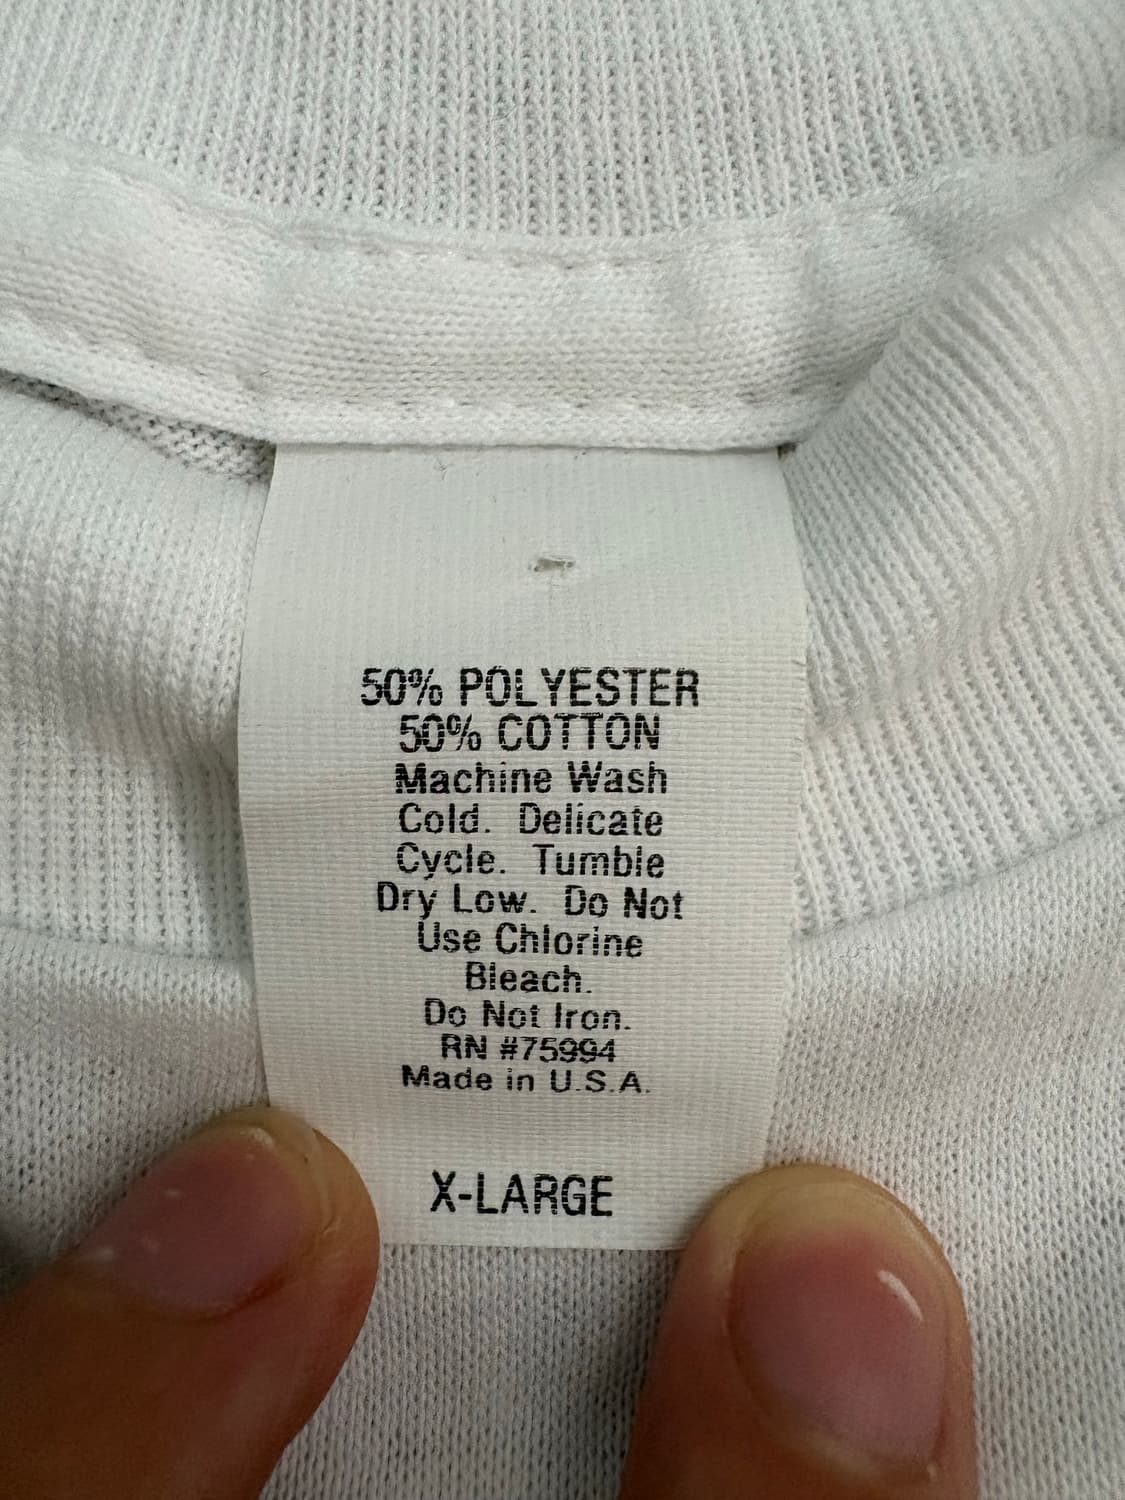 50% POLYESTER
50% COTTON
Machine Wash
Cold. Delicate
Cycle. Tumble
Dry Low. Do Not
Use Chlorine
Bleach.
Do Not Iron.
RN #75994
Made in U.S.A.
X-LARGE